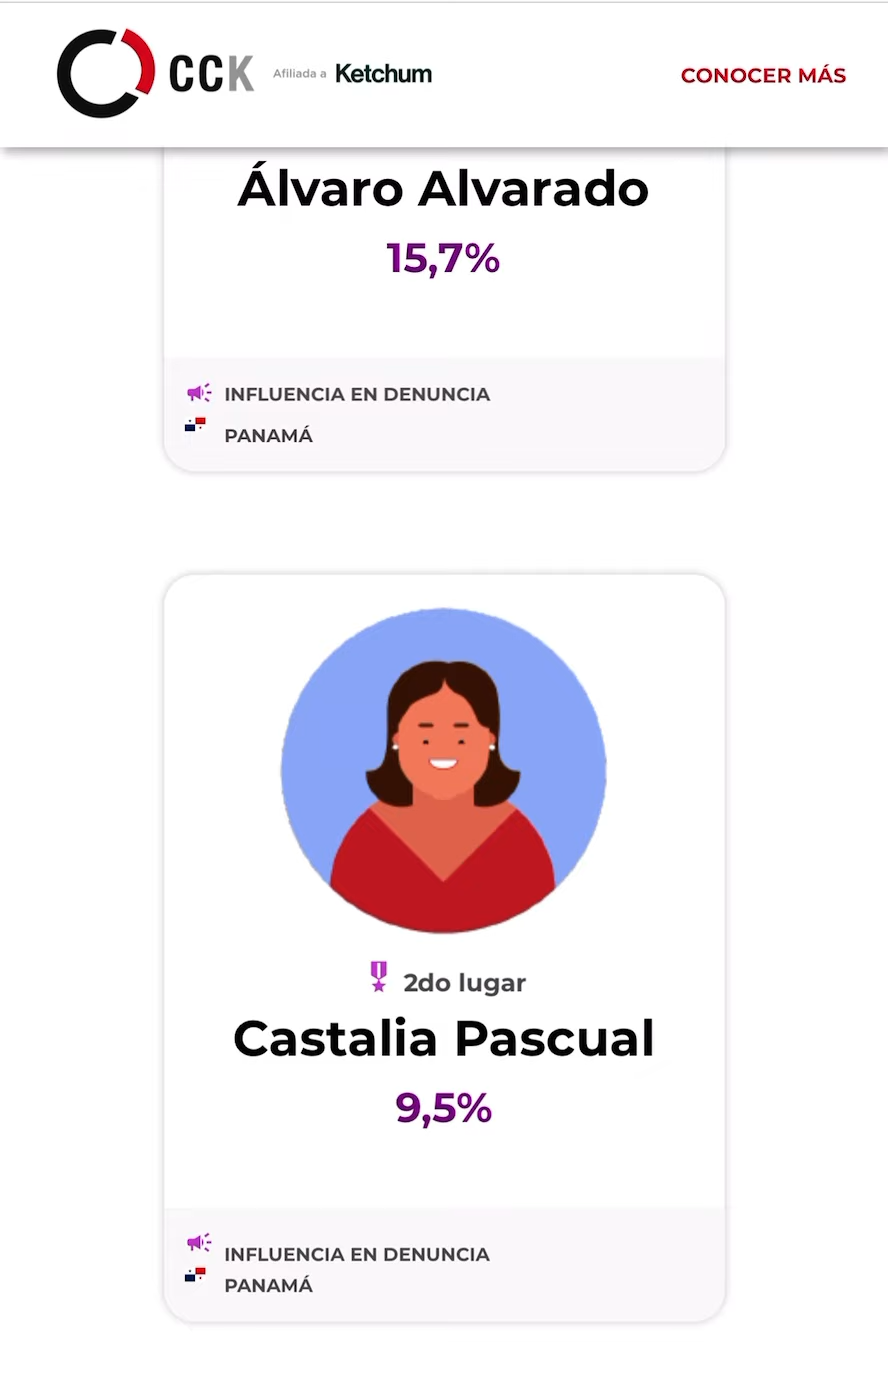 CCK Afiliada a Ketchum CONOCER MÁS
Álvaro Alvarado
15,7%
INFLUENCIA EN DENUNCIA
PANAMÁ
2do lugar
Castalia Pascual
9,5%
INFLUENCIA EN DENUNCIA
PANAMÁ